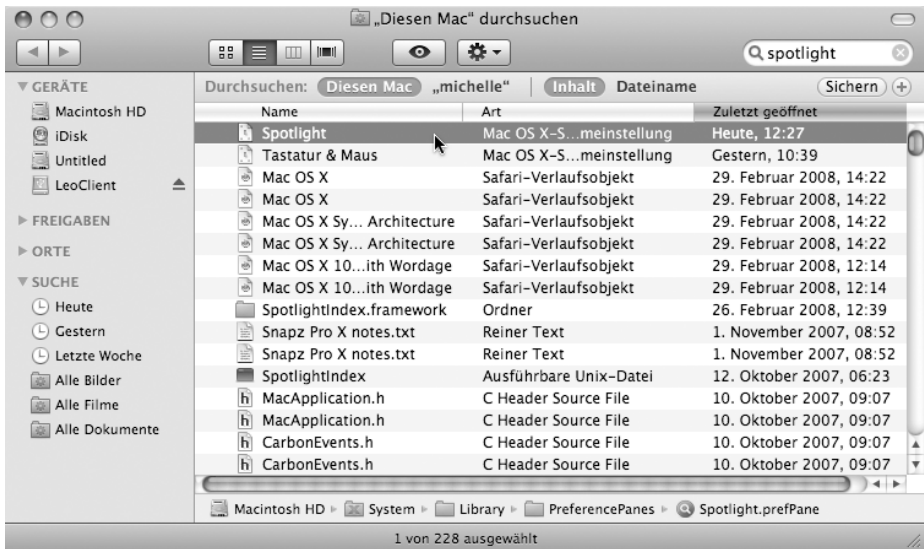 „Diesen Mac“ durchsuchen
spotlight
GERÄTE
Macintosh HD
iDisk
Untitled
LeoClient
FREIGABEN
ORTE
SUCHE
Heute
Gestern
Letzte Woche
Alle Bilder
Alle Filme
Alle Dokumente
Durchsuchen: Diesen Mac „michelle“ Inhalt Dateiname Sichern
Name Art Zuletzt geöffnet
Spotlight Mac OS X-S...meinstellung Heute, 12:27
Tastatur & Maus Mac OS X-S...meinstellung Gestern, 10:39
Mac OS X Safari-Verlaufsobjekt 29. Februar 2008, 14:22
Mac OS X Safari-Verlaufsobjekt 29. Februar 2008, 14:22
Mac OS X Sy... Architecture Safari-Verlaufsobjekt 29. Februar 2008, 14:22
Mac OS X Sy... Architecture Safari-Verlaufsobjekt 29. Februar 2008, 14:22
Mac OS X 10...ith Wordage Safari-Verlaufsobjekt 29. Februar 2008, 12:14
Mac OS X 10...ith Wordage Safari-Verlaufsobjekt 29. Februar 2008, 12:14
SpotlightIndex.framework Ordner 26. Februar 2008, 12:39
Snapz Pro X notes.txt Reiner Text 1. November 2007, 08:52
Snapz Pro X notes.txt Reiner Text 1. November 2007, 08:52
SpotlightIndex Ausführbare Unix-Datei 12. Oktober 2007, 06:23
MacApplication.h C Header Source File 10. Oktober 2007, 09:07
MacApplication.h C Header Source File 10. Oktober 2007, 09:07
CarbonEvents.h C Header Source File 10. Oktober 2007, 09:07
CarbonEvents.h C Header Source File 10. Oktober 2007, 09:07
Macintosh HD System Library PreferencePanes Spotlight.prefPane
1 von 228 ausgewählt